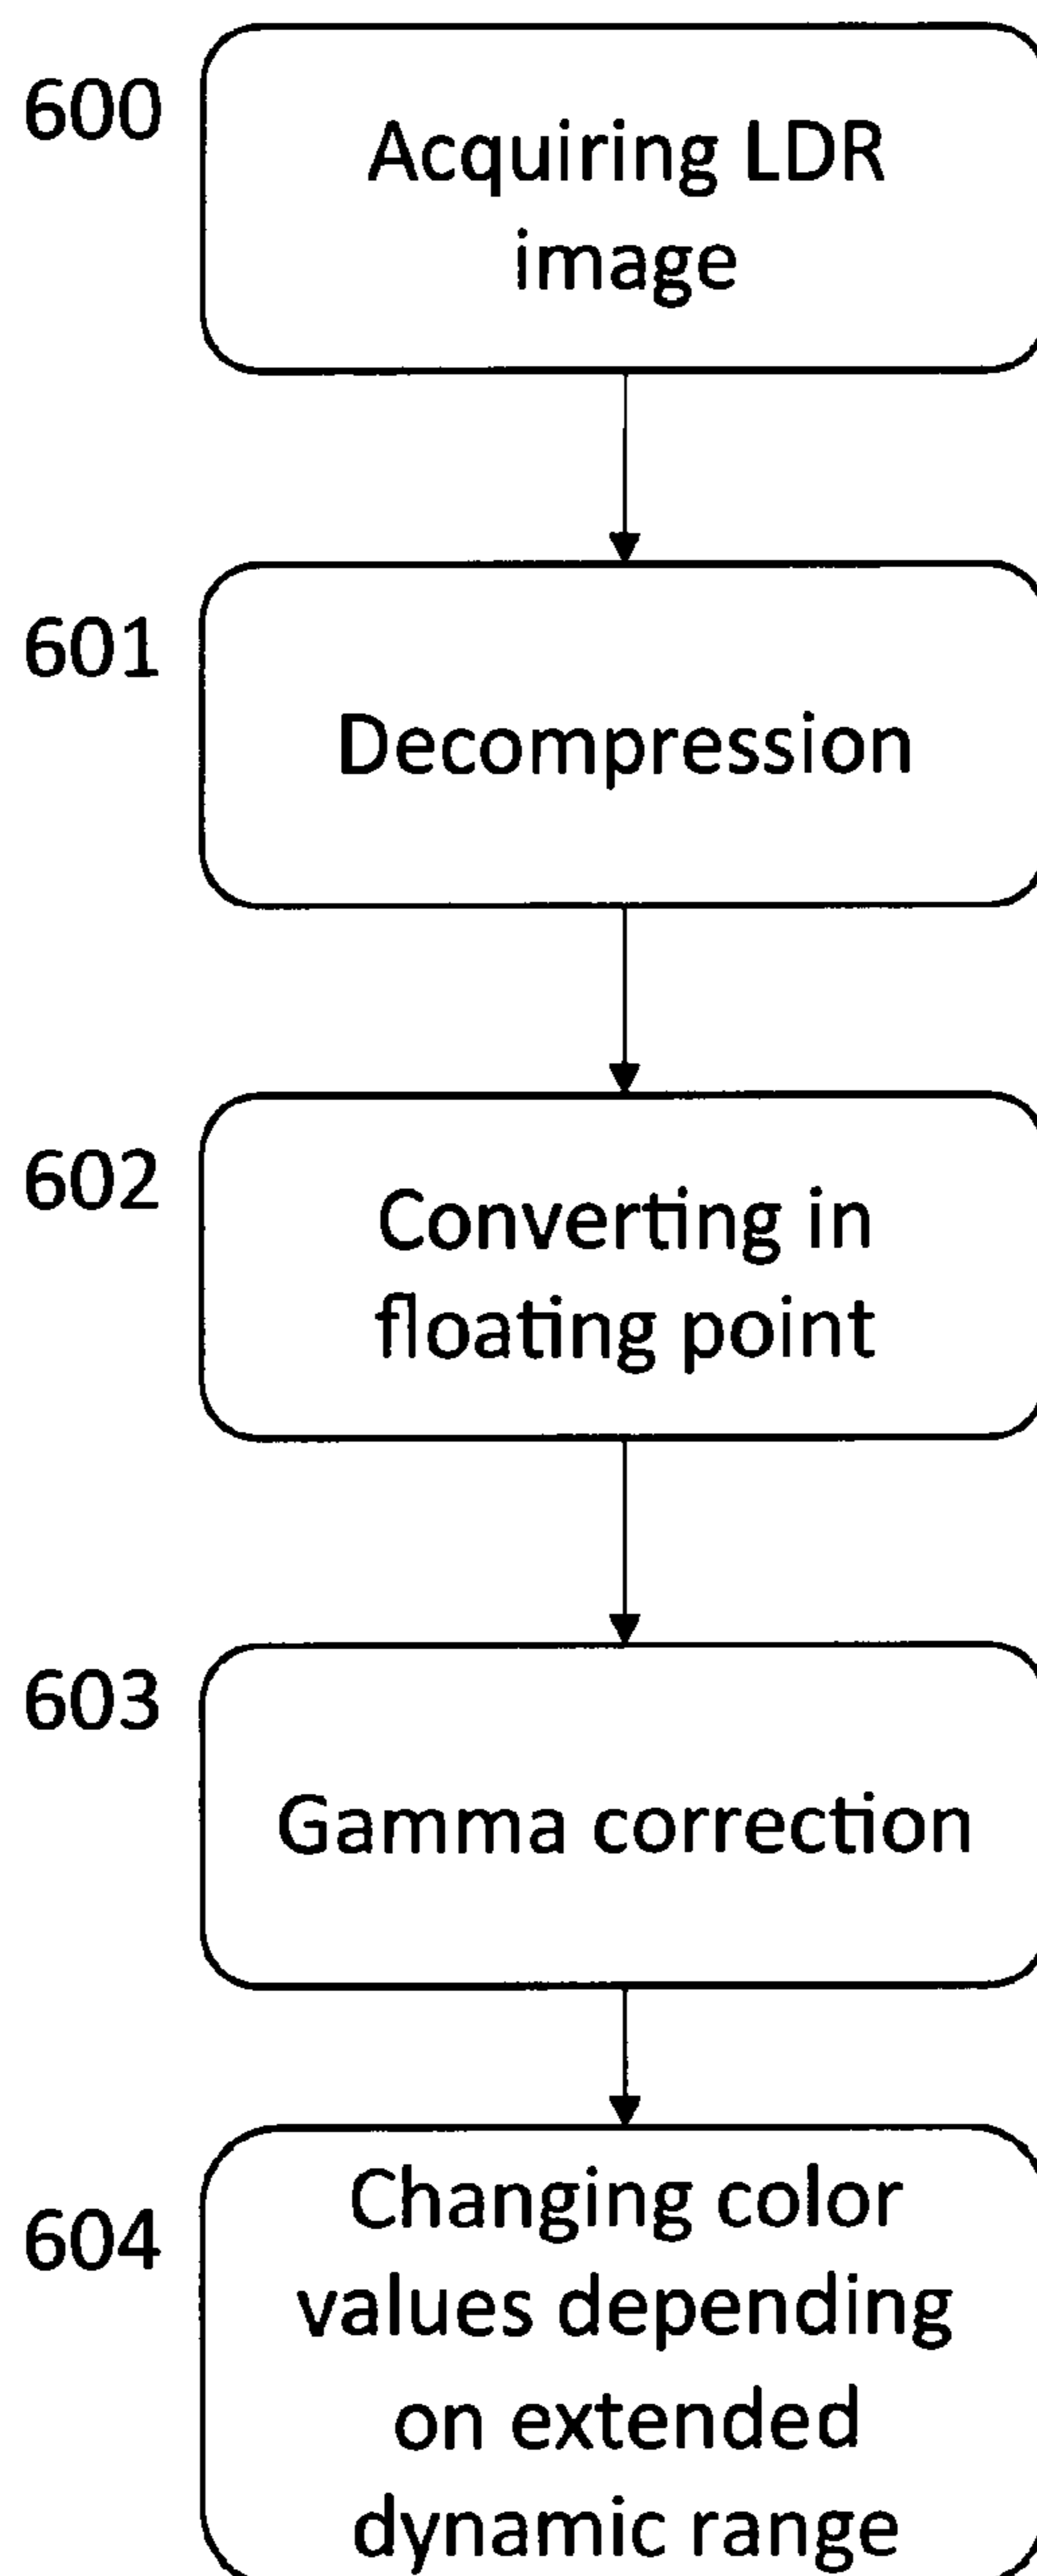 600
Acquiring LDR
image
601
Decompression
602
Converting in
floating point
603
Gamma correction
604
Changing color
values depending
on extended
dynamic range